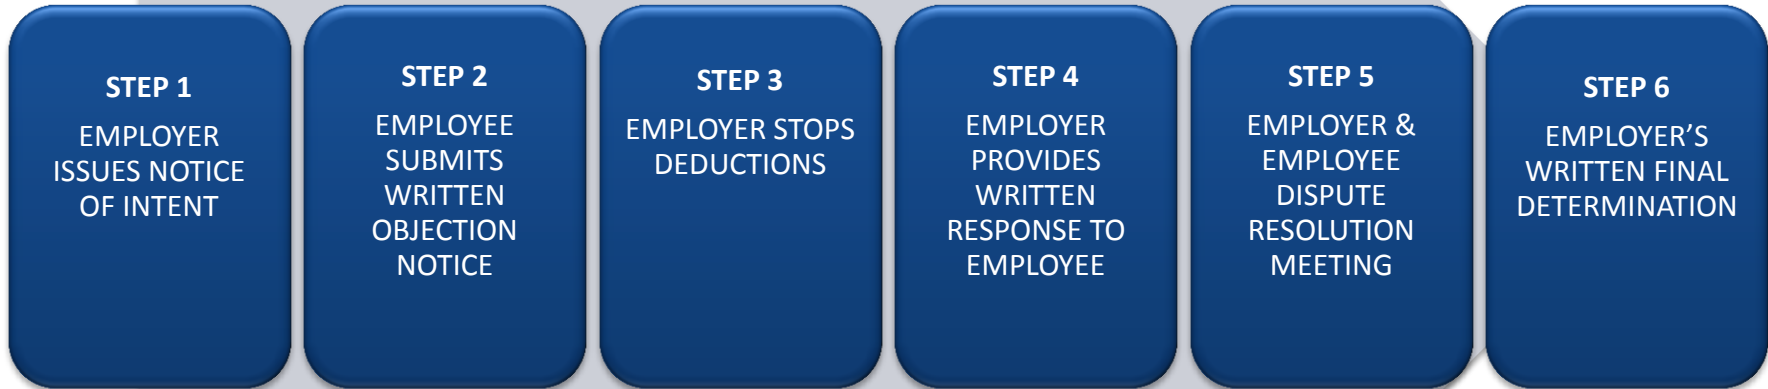 STEP 1
EMPLOYER
ISSUES NOTICE
OF INTENT
STEP 2
EMPLOYEE
SUBMITS
WRITTEN
OBJECTION
NOTICE
STEP 3
EMPLOYER STOPS
DEDUCTIONS
STEP 4
EMPLOYER
PROVIDES
WRITTEN
RESPONSE TO
EMPLOYEE
STEP 5
EMPLOYER &
EMPLOYEE
DISPUTE
RESOLUTION
MEETING
STEP 6
EMPLOYER’S
WRITTEN FINAL
DETERMINATION